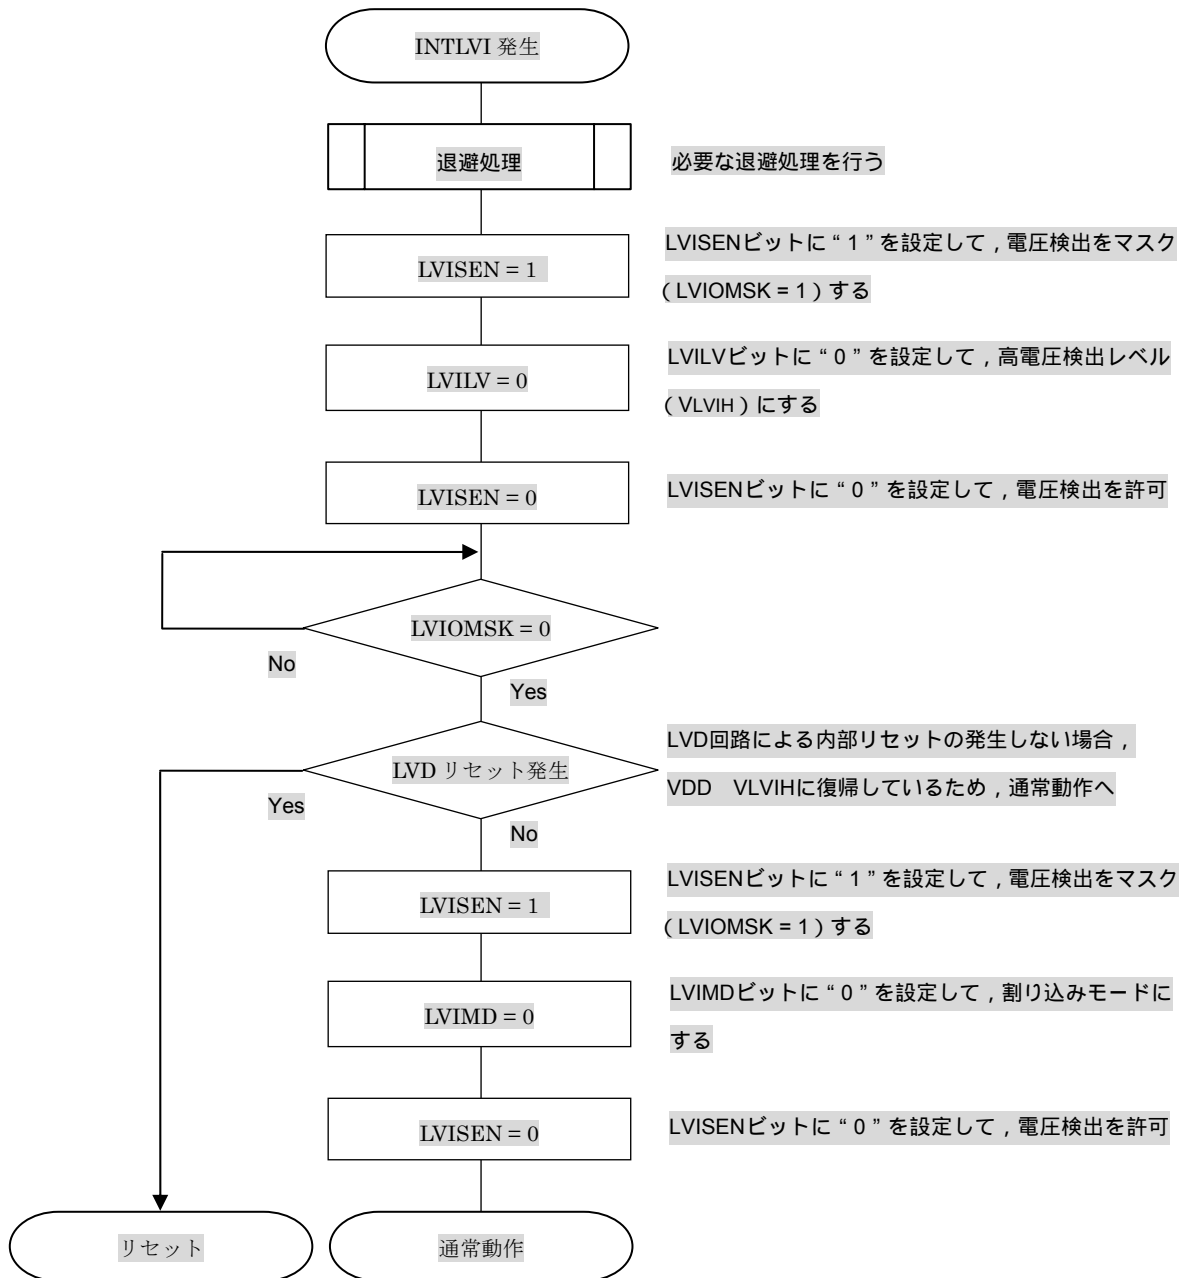 INTLVI 発生
退避処理
必要な退避処理を行う
LVISEN = 1
LVISENビットに“1”を設定して,電圧検出をマスク
(LVIOMSK = 1)する
LVILV = 0
LVILVビットに“0”を設定して,高電圧検出レベル
(VLVIH)にする
LVISEN = 0
LVISENビットに“0”を設定して,電圧検出を許可
LVIOMSK = 0
No
Yes
LVD リセット発生
LVD回路による内部リセットの発生しない場合,
VDD VLVIHに復帰しているため,通常動作へ
Yes
No
LVISEN = 1
LVISENビットに“1”を設定して,電圧検出をマスク
(LVIOMSK = 1)する
LVIMD = 0
LVIMDビットに“0”を設定して,割り込みモードに
する
LVISEN = 0
LVISENビットに“0”を設定して,電圧検出を許可
リセット
通常動作